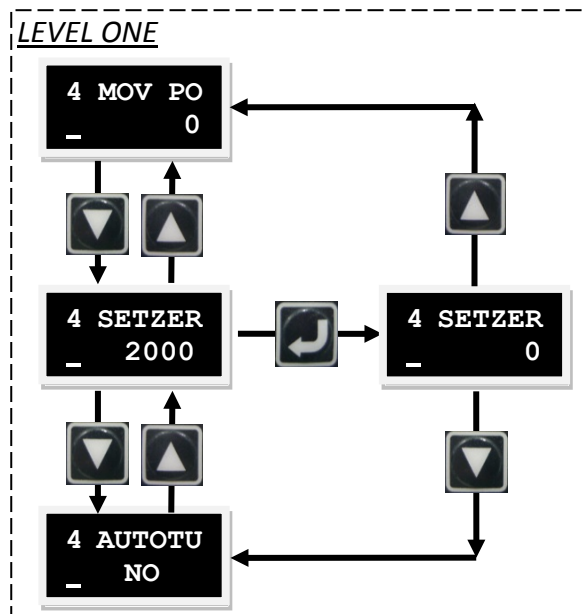 LEVEL ONE
4 MOV PO
_ 0
4 SETZER
_ 2000
4 SETZER
_ 0
4 AUTOTU
_ NO